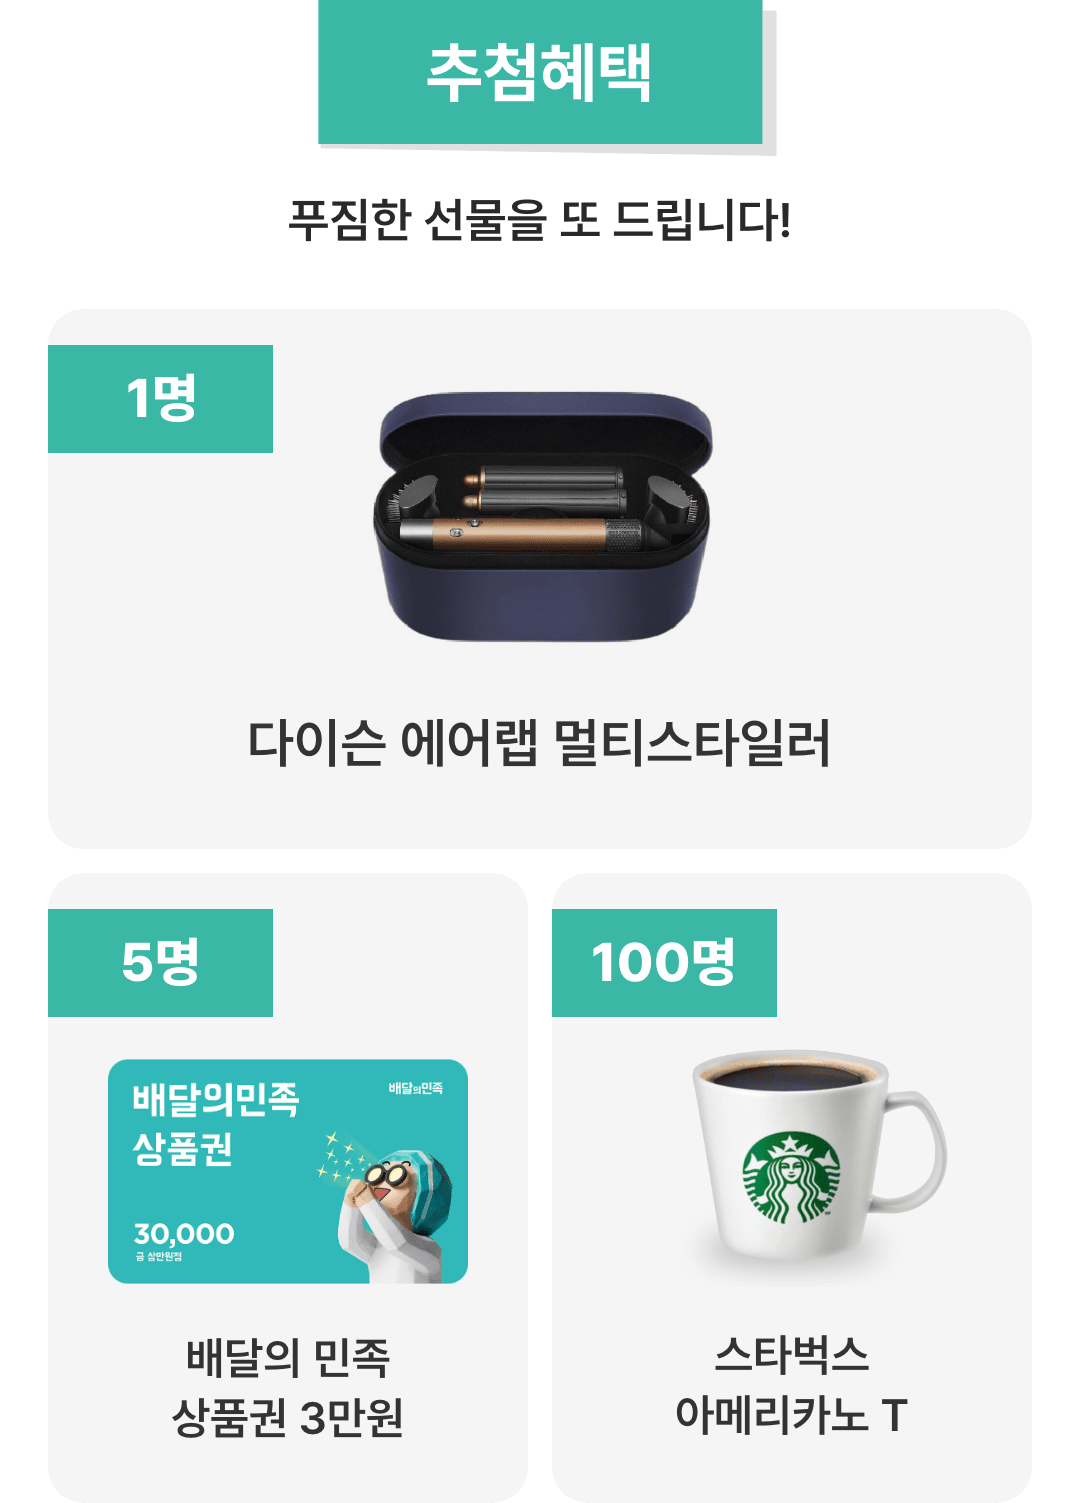 추첨혜택
푸짐한 선물을 또 드립니다!
1명
다이슨 에어랩 멀티스타일러
5명
배달의민족
상품권
배달의민족
30,000
금 삼만원정
배달의 민족
상품권 3만원
100명
스타벅스
아메리카노 T